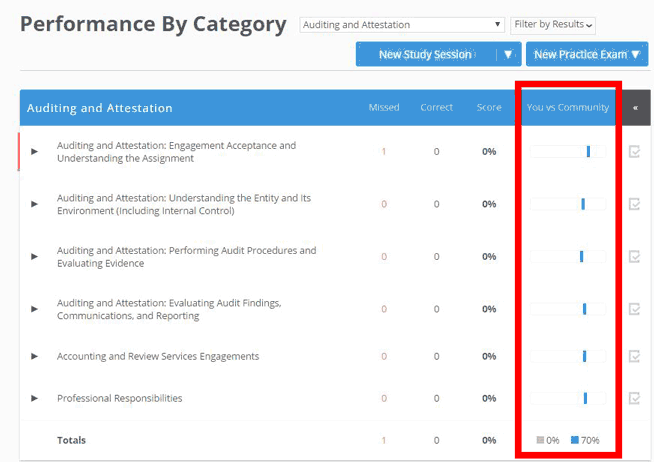 Performance By Category
Auditing and Attestation
Filter by Results
New Study Session
New Practice Exam
Auditing and Attestation Missed Correct Score You vs Community «
Auditing and Attestation: Engagement Acceptance and
Understanding the Assignment
1 0 0%
Auditing and Attestation: Understanding the Entity and Its
Environment (Including Internal Control)
0 0 0%
Auditing and Attestation: Performing Audit Procedures and
Evaluating Evidence
0 0 0%
Auditing and Attestation: Evaluating Audit Findings,
Communications, and Reporting
0 0 0%
Accounting and Review Services Engagements 0 0 0%
Professional Responsibilities 0 0 0%
Totals 1 0 0% 0% 70%